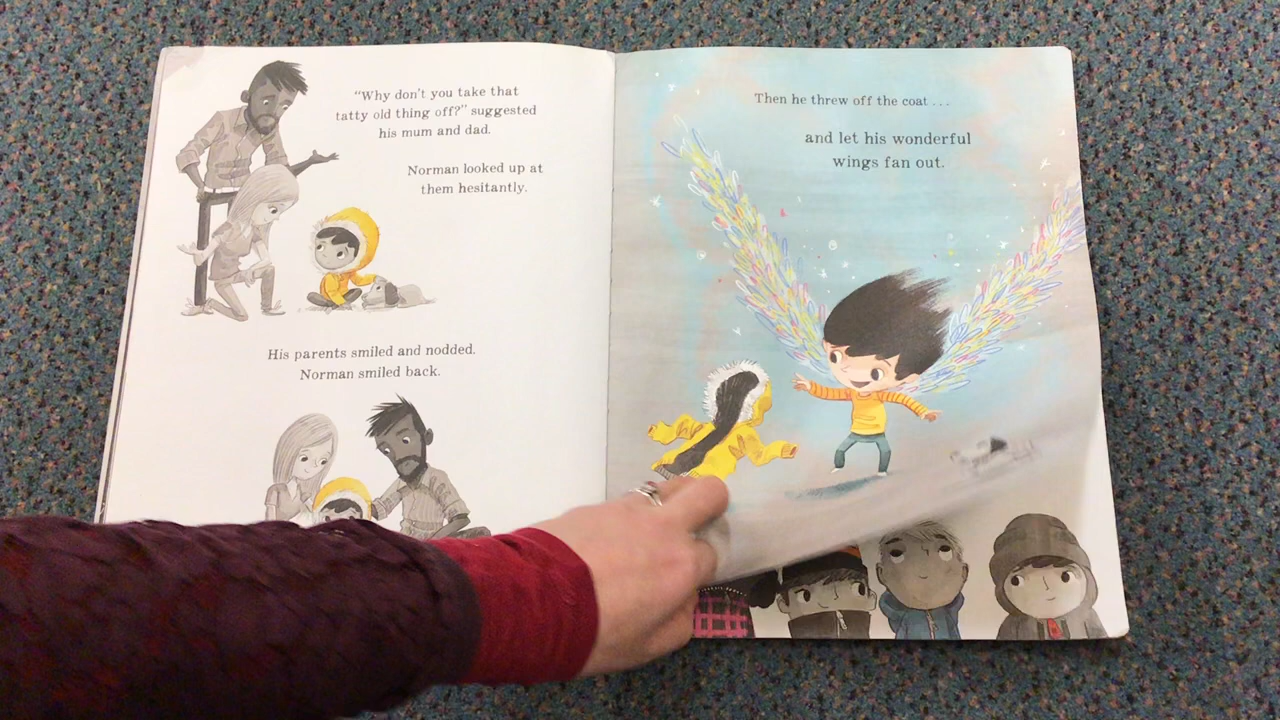 “Why don’t you take that
tatty old thing off?” suggested
his mum and dad.
Norman looked up at
them hesitantly.
His parents smiled and nodded.
Norman smiled back.
Then he threw off the coat . . .
and let his wonderful
wings fan out.